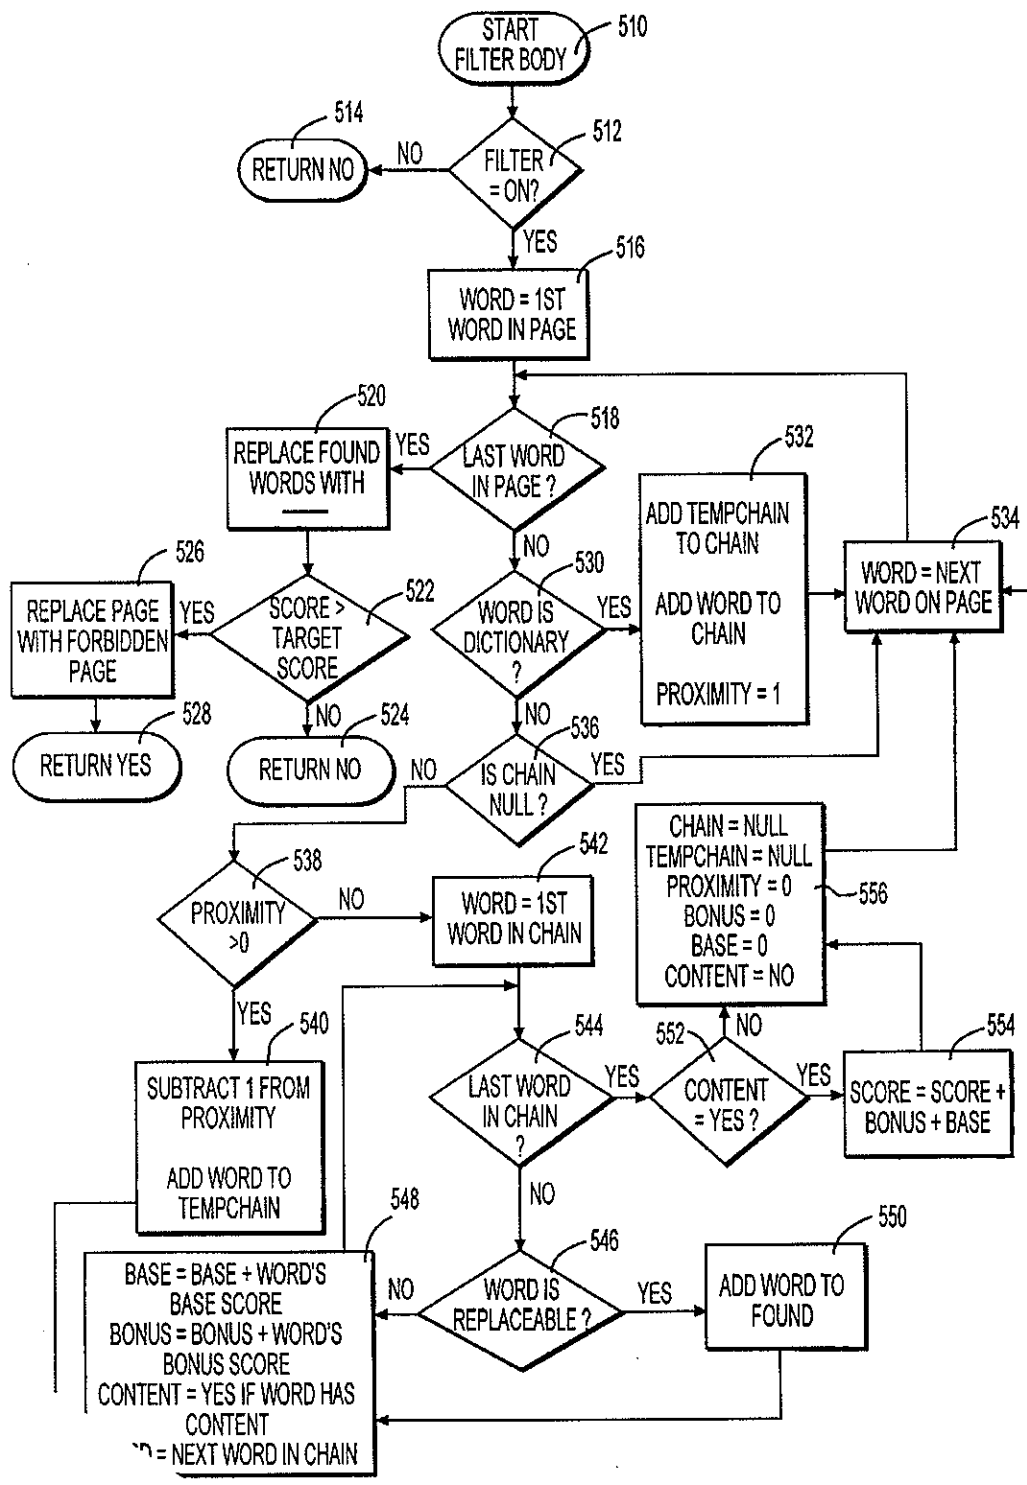 START
FILTER BODY
510
514
RETURN NO
NO
512
FILTER
= ON?
YES
516
WORD = 1ST
WORD IN PAGE
520
REPLACE FOUND
WORDS WITH
YES
518
LAST WORD
IN PAGE ?
NO
532
ADD TEMPCHAIN
TO CHAIN
ADD WORD TO
CHAIN
PROXIMITY = 1
534
WORD = NEXT
WORD ON PAGE
526
REPLACE PAGE
WITH FORBIDDEN
PAGE
YES
SCORE >
TARGET
SCORE
522
530
WORD IS
DICTIONARY
?
YES
528
RETURN YES
NO
524
RETURN NO
NO
536
IS CHAIN
NULL ?
NO
YES
538
PROXIMITY
>0
NO
542
WORD = 1ST
WORD IN CHAIN
CHAIN = NULL
TEMPCHAIN = NULL
PROXIMITY = 0
BONUS = 0
BASE = 0
CONTENT = NO
556
YES
540
SUBTRACT 1 FROM
PROXIMITY
ADD WORD TO
TEMPCHAIN
544
LAST WORD
IN CHAIN
?
YES
552
NO
CONTENT
= YES ?
YES
554
SCORE = SCORE +
BONUS + BASE
NO
548
BASE = BASE + WORD'S
BASE SCORE
BONUS = BONUS + WORD'S
BONUS SCORE
CONTENT = YES IF WORD HAS
CONTENT
= NEXT WORD IN CHAIN
NO
546
WORD IS
REPLACEABLE ?
YES
550
ADD WORD TO
FOUND